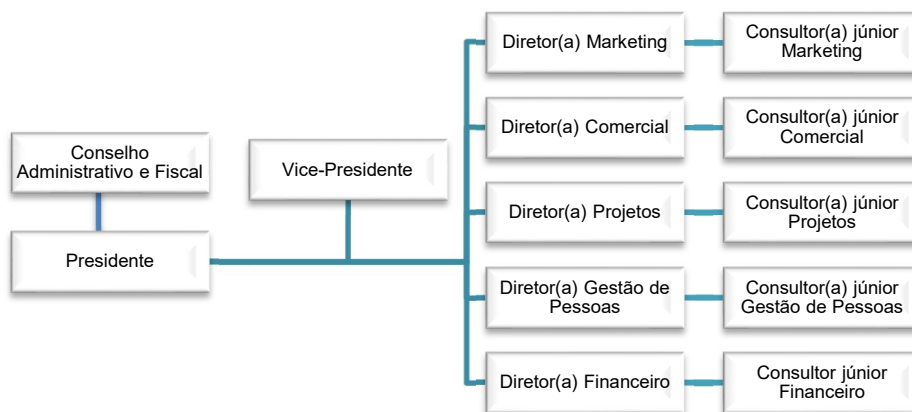 Conselho
Administrativo e Fiscal
Presidente
Vice-Presidente
Diretor(a) Marketing
Consultor(a) júnior
Marketing
Diretor(a) Comercial
Consultor(a) júnior
Comercial
Diretor(a) Projetos
Consultor(a) júnior
Projetos
Diretor(a) Gestão de
Pessoas
Consultor(a) júnior
Gestão de Pessoas
Diretor(a) Financeiro
Consultor júnior
Financeiro